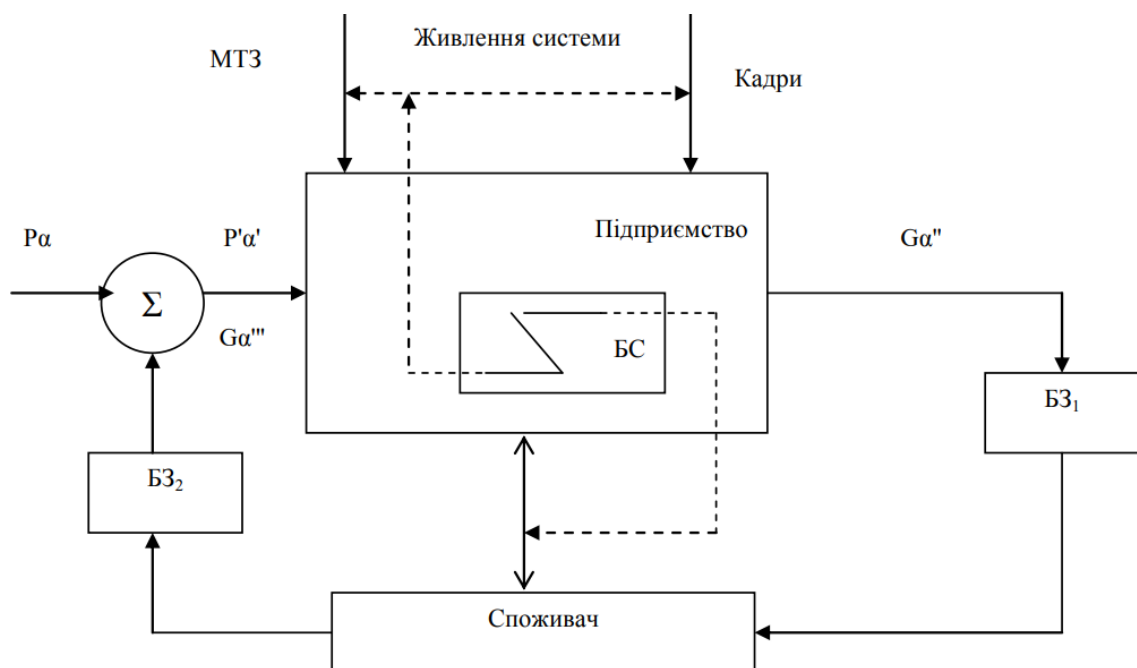 Живлення системи
МТЗ
Кадри
Підприємство
Pα
P'α'
Gα''
Σ
Gα'''
БС
БЗ₁
БЗ₂
Споживач